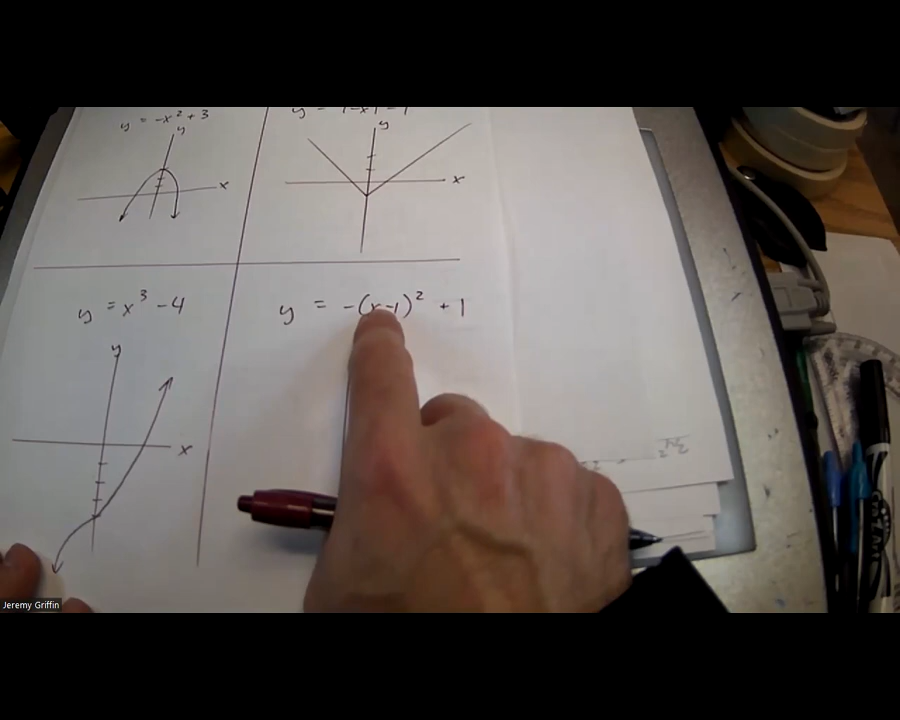 y = -x² + 3
y
x
y
x
y = x³ - 4
y = -(x-1)² + 1
y
x
Jeremy Griffin